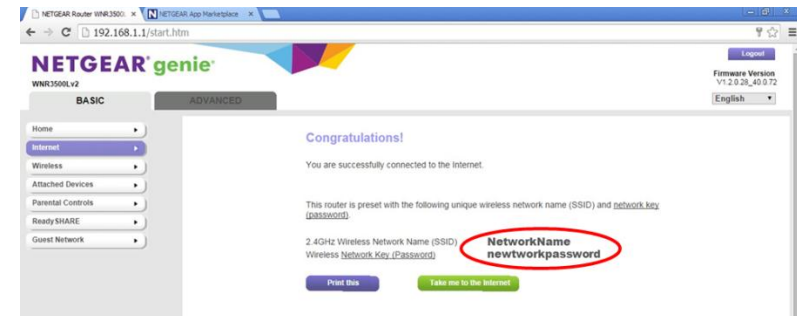 NETGEAR Router WNR3500L
NETGEAR App Marketplace
192.168.1.1/start.htm
NETGEAR® genie®
Logout
WNR3500Lv2
Firmware Version
V1.2.0.28_40.0.72
BASIC
ADVANCED
English
Home
Internet
Wireless
Attached Devices
Parental Controls
ReadySHARE
Guest Network
Congratulations!
You are successfully connected to the Internet.
This router is preset with the following unique wireless network name (SSID) and network key
(password).
2.4GHz Wireless Network Name (SSID) NetworkName
Wireless Network Key (Password) newtworkpassword
Print this
Take me to the Internet